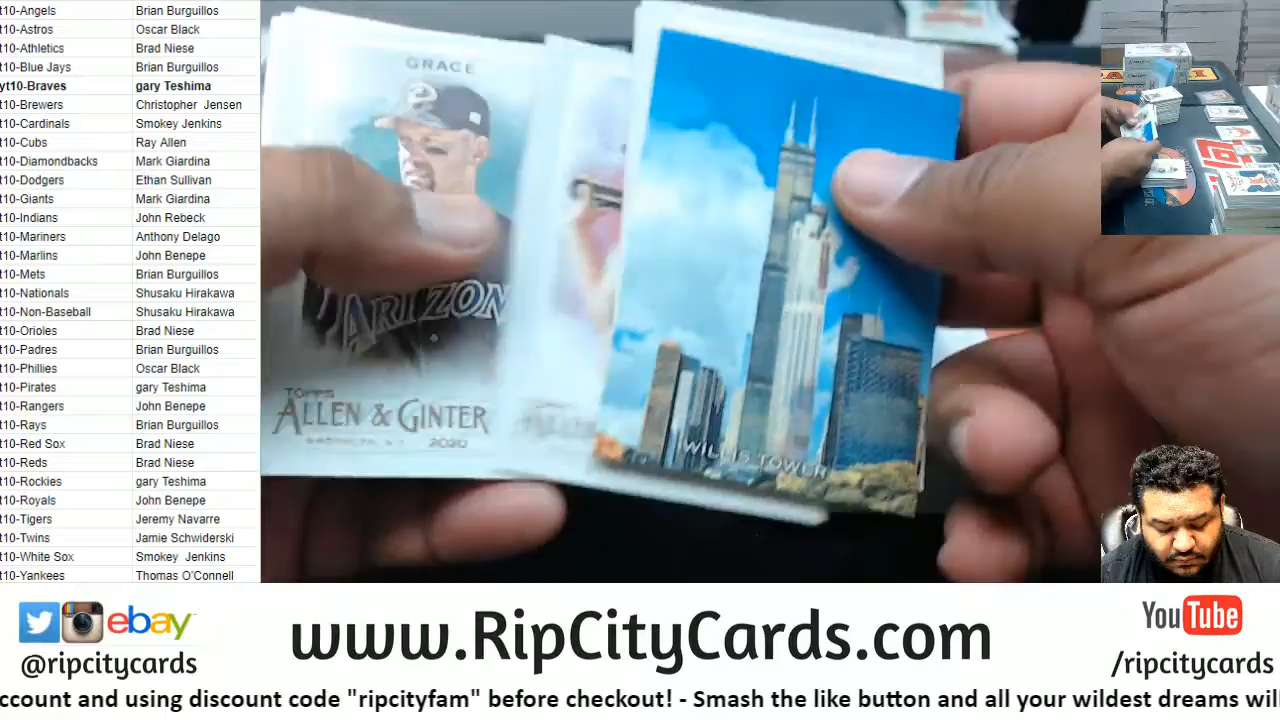 t10-Angels Brian Burguillos
t10-Astros Oscar Black
t10-Athletics Brad Niese
t10-Blue Jays Brian Burguillos
yt10-Braves gary Teshima
t10-Brewers Christopher Jensen
t10-Cardinals Smokey Jenkins
t10-Cubs Ray Allen
t10-Diamondbacks Mark Giardina
t10-Dodgers Ethan Sullivan
t10-Giants Mark Giardina
t10-Indians John Rebeck
t10-Mariners Anthony Delago
t10-Marlins John Benepe
t10-Mets Brian Burguillos
t10-Nationals Shusaku Hirakawa
t10-Non-Baseball Shusaku Hirakawa
t10-Orioles Brad Niese
t10-Padres Brian Burguillos
t10-Phillies Oscar Black
t10-Pirates gary Teshima
t10-Rangers John Benepe
t10-Rays Brian Burguillos
t10-Red Sox Brad Niese
t10-Reds Brad Niese
t10-Rockies gary Teshima
t10-Royals John Benepe
t10-Tigers Jeremy Navarre
t10-Twins Jamie Schwiderski
t10-White Sox Smokey Jenkins
t10-Yankees Thomas O'Connell
GRACE
ARIZON
TOPPS
ALLEN & GINTER
BROOKLYN, N.Y. 2020
WILLIS TOWER
ebay
@ripcitycards
www.RipCityCards.com
YouTube
/ripcitycards
ccount and using discount code "ripcityfam" before checkout! - Smash the like button and all your wildest dreams wil